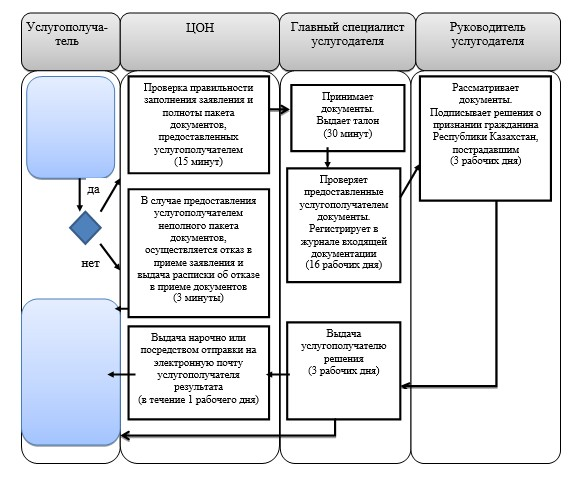 Услугополуча-
тель
ЦОН
Главный специалист
услугодателя
Руководитель
услугодателя
Проверка правильности
заполнения заявления и
полноты пакета
документов,
предоставленных
услугополучателем
(15 минут)
Принимает
документы.
Выдает талон
(30 минут)
Рассматривает
документы.
Подписывает решения о
признании гражданина
Республики Казахстан,
пострадавшим
(3 рабочих дня)
да
нет
В случае предоставления
услугополучателем
неполного пакета
документов,
осуществляется отказ в
приеме заявления и
выдача расписки об отказе
в приеме документов
(3 минуты)
Проверяет
предоставленные
услугополучателем
документы.
Регистрирует в
журнале входящей
документации
(16 рабочих дня)
Выдача нарочно или
посредством отправки на
электронную почту
услугополучателя
результата
(в течение 1 рабочего дня)
Выдача
услугополучателю
решения
(3 рабочих дня)